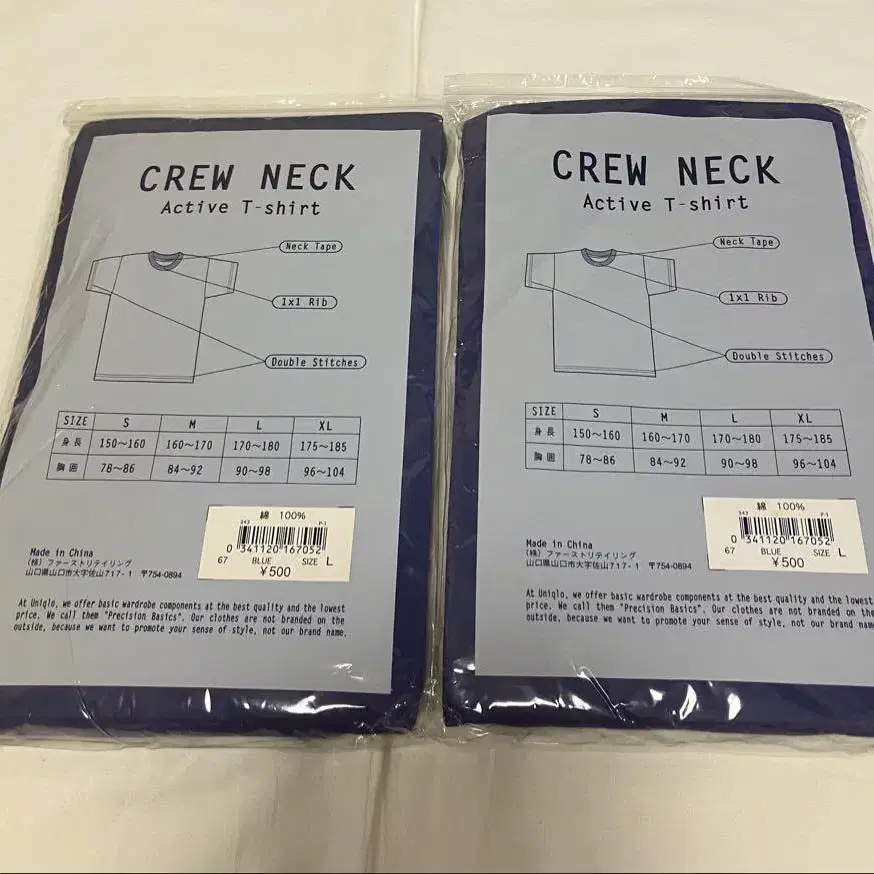 CREW NECK
Active T-shirt
Neck Tape
1x1 Rib
Double Stitches
SIZE S M L XL
身長 150〜160 160〜170 170〜180 175〜185
胸囲 78〜86 84〜92 90〜98 96〜104
綿 100%
343 P-1
0 341120 167052
67 BLUE SIZE L
¥500
Made in China
(株) ファーストリテイリング
山口県山口市大字佐山717-1 〒754-0894
At Uniqlo, we offer basic wardrobe components at the best quality and the lowest
price. We call them "Precision Basics". Our clothes are not branded on the
outside, because we want to promote your sense of style, not our brand name.
CREW NECK
Active T-shirt
Neck Tape
1x1 Rib
Double Stitches
SIZE S M L XL
身長 150〜160 160〜170 170〜180 175〜185
胸囲 78〜86 84〜92 90〜98 96〜104
綿 100%
343 P-1
0 341120 167052
67 BLUE SIZE L
¥500
Made in China
(株) ファーストリテイリング
山口県山口市大字佐山717-1 〒754-0894
At Uniqlo, we offer basic wardrobe components at the best quality and the lowest
price. We call them "Precision Basics". Our clothes are not branded on the
outside, because we want to promote your sense of style, not our brand name